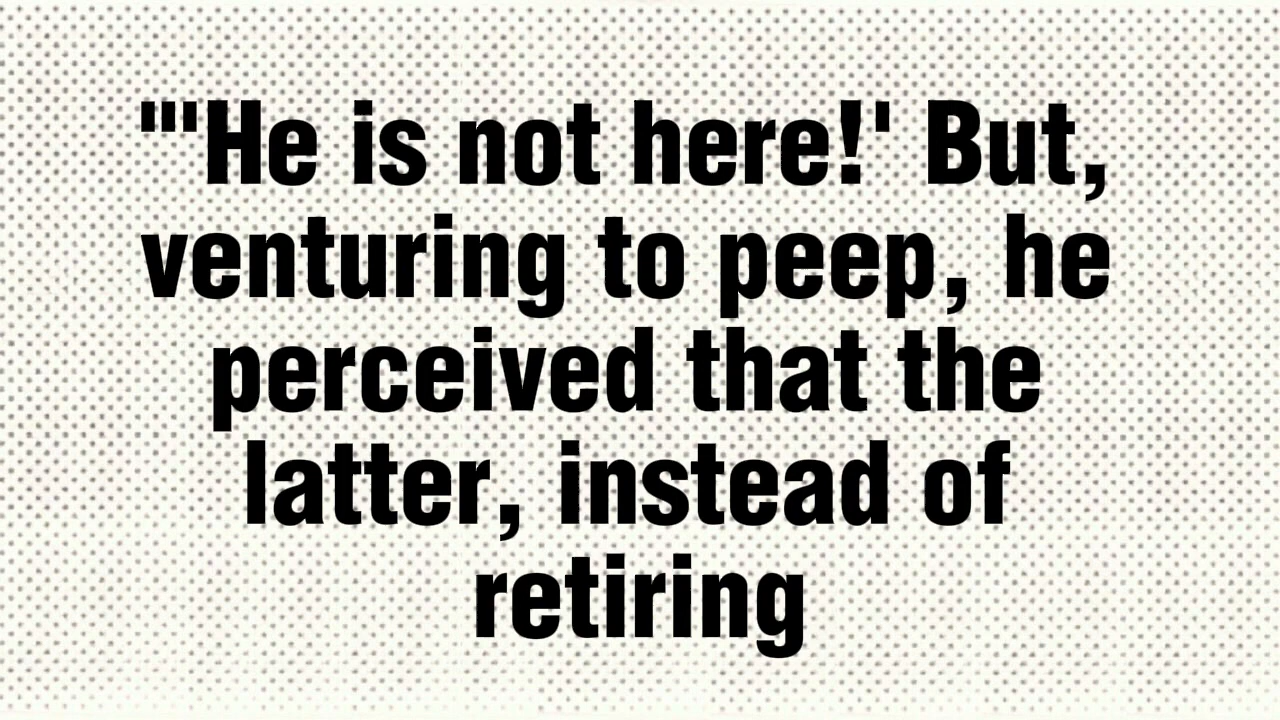 "'He is not here!' But,
venturing to peep, he
perceived that the
latter, instead of
retiring